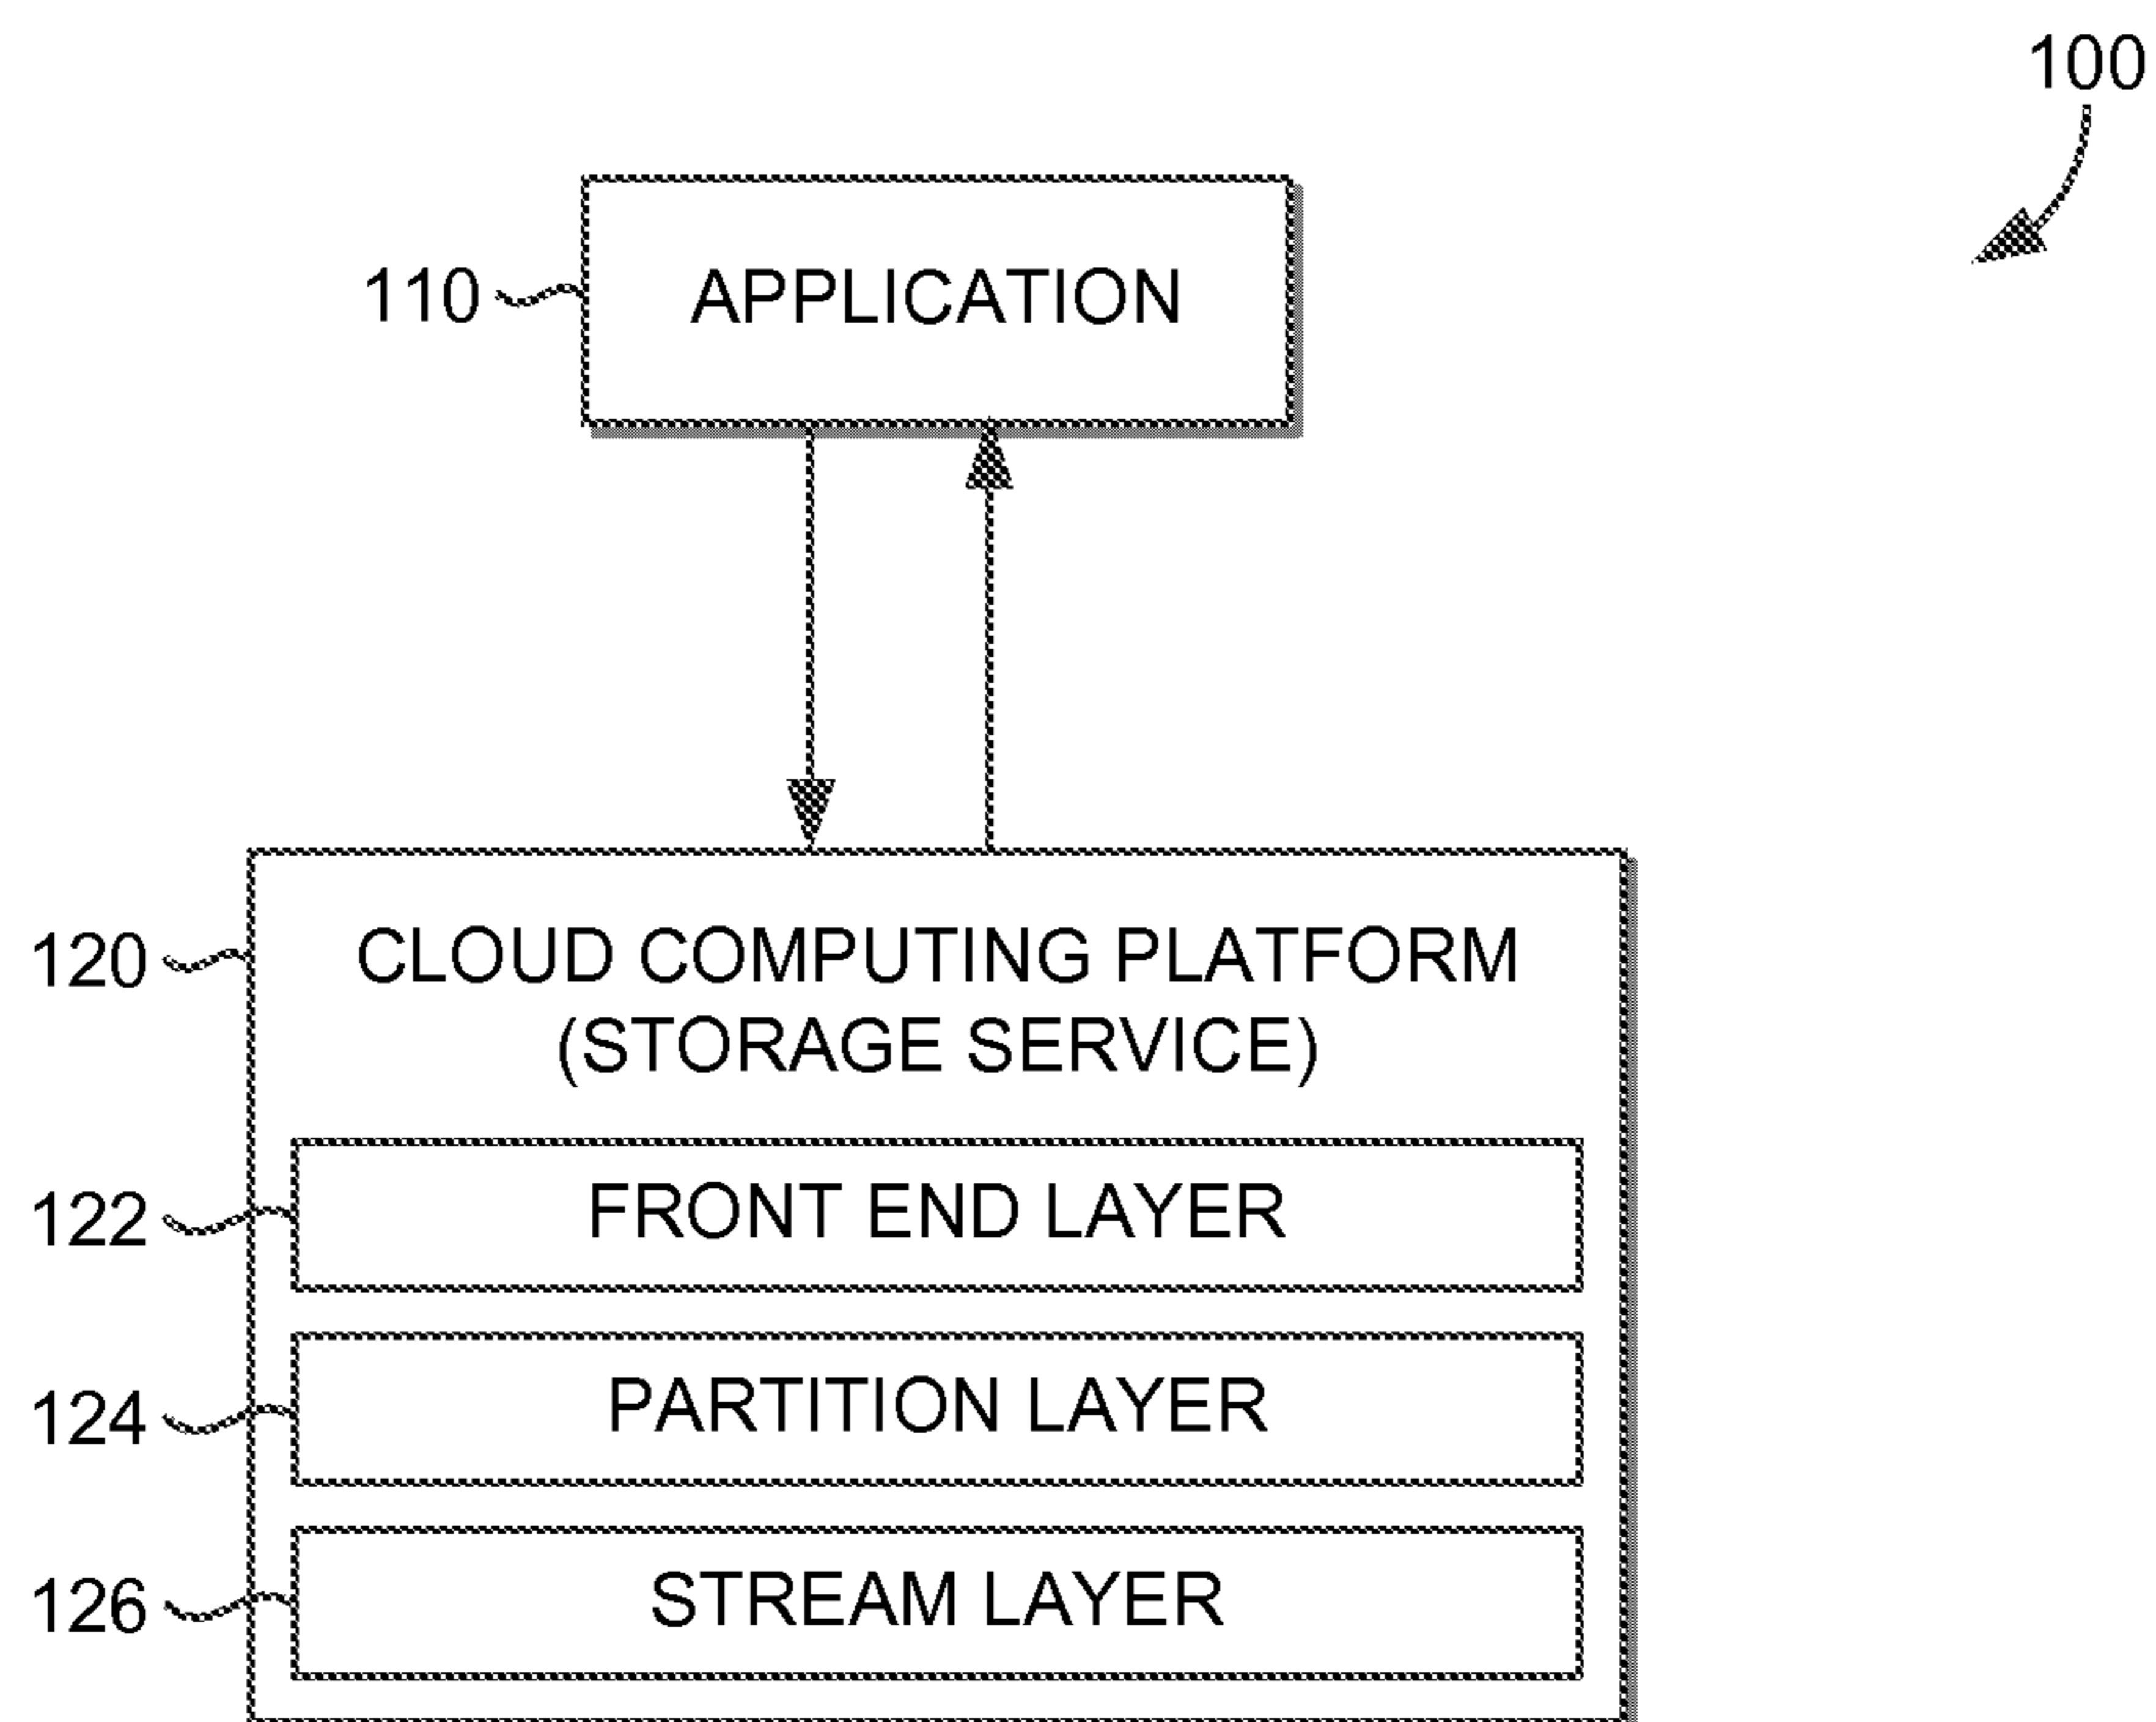 100
110 APPLICATION
120 CLOUD COMPUTING PLATFORM
(STORAGE SERVICE)
122 FRONT END LAYER
124 PARTITION LAYER
126 STREAM LAYER